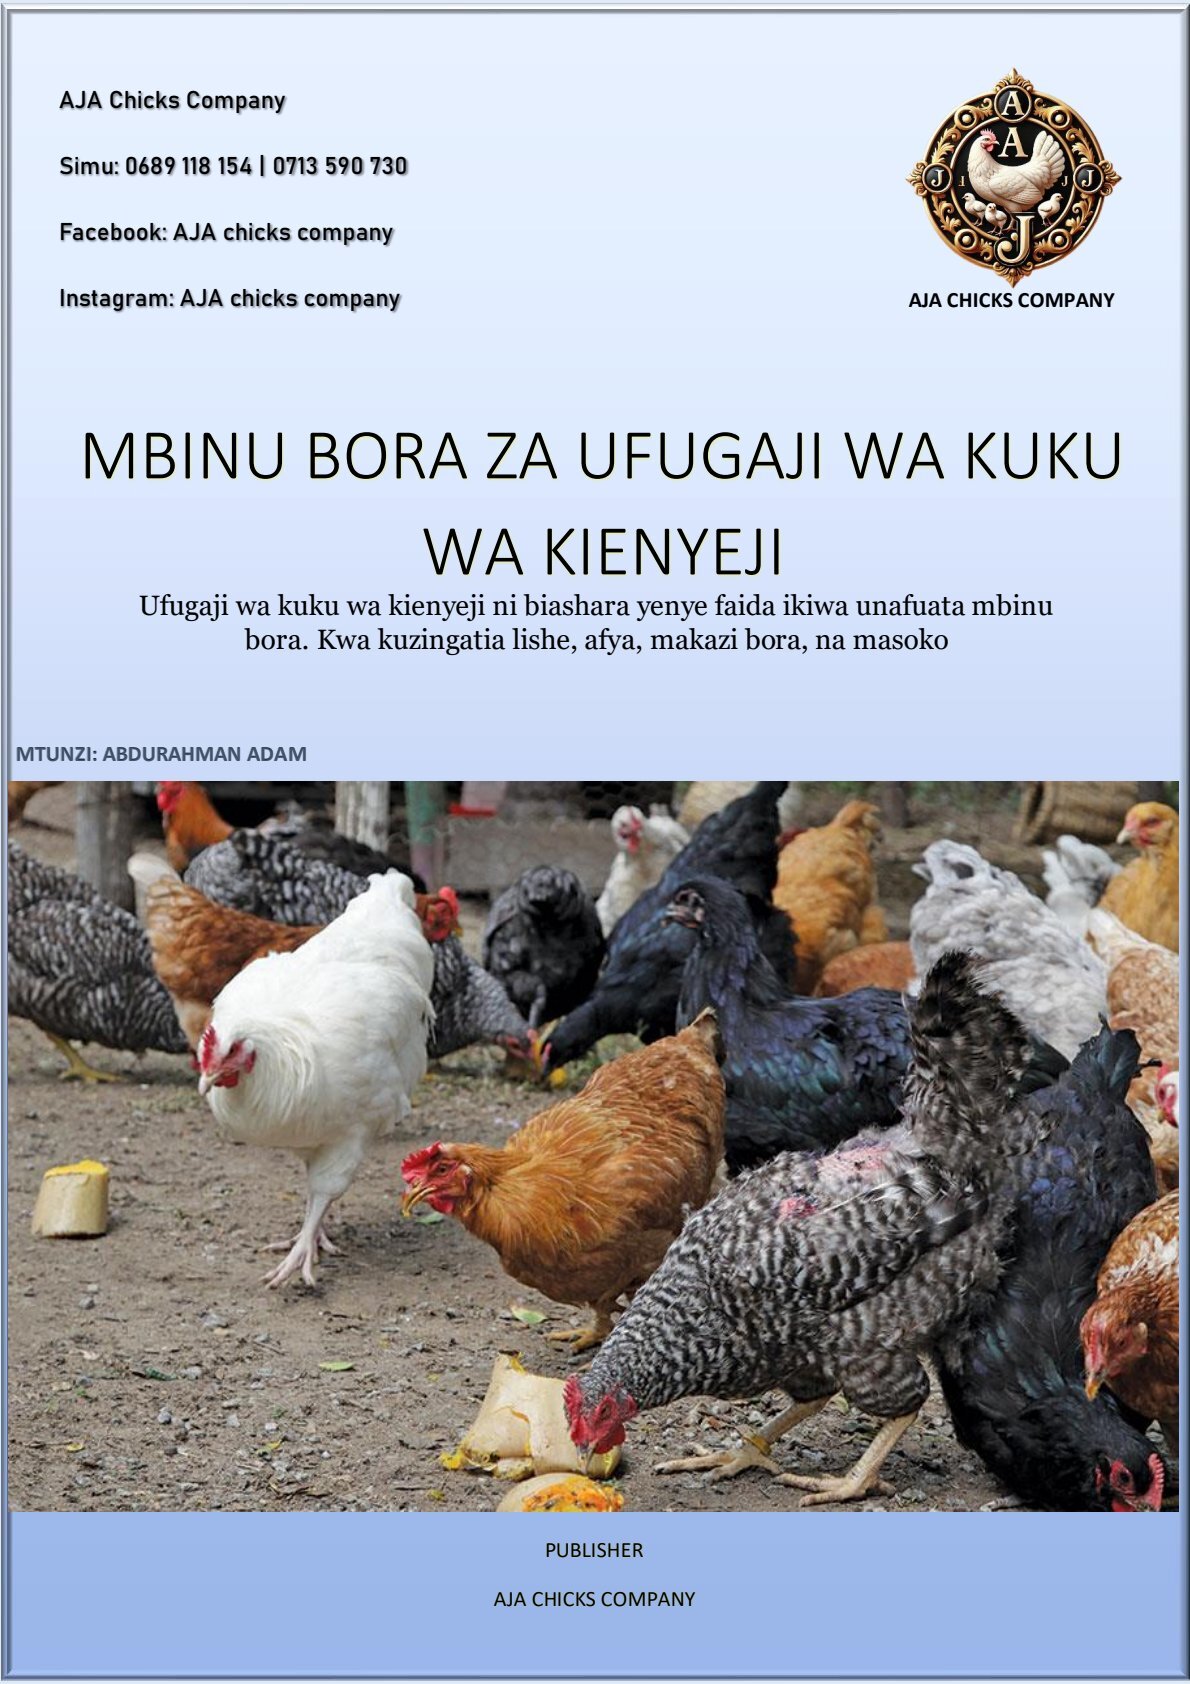 AJA Chicks Company
Simu: 0689 118 154 | 0713 590 730
Facebook: AJA chicks company
Instagram: AJA chicks company
A
A
J J J J
J
AJA CHICKS COMPANY
MBINU BORA ZA UFUGAJI WA KUKU
WA KIENYEJI
Ufugaji wa kuku wa kienyeji ni biashara yenye faida ikiwa unafuata mbinu
bora. Kwa kuzingatia lishe, afya, makazi bora, na masoko
MTUNZI: ABDURAHMAN ADAM
PUBLISHER
AJA CHICKS COMPANY